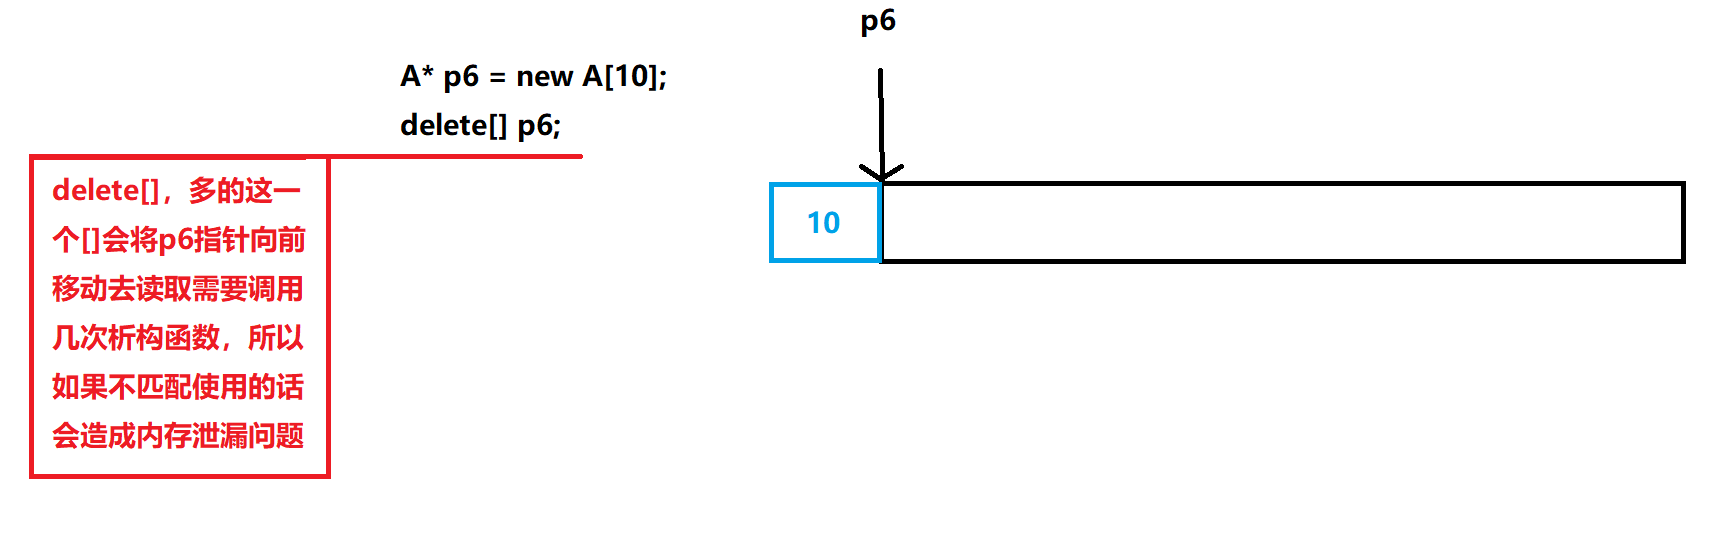 p6
A* p6 = new A[10];
delete[] p6;
delete[]，多的这一
个[]会将p6指针向前
移动去读取需要调用
几次析构函数，所以
如果不匹配使用的话
会造成内存泄漏问题
10